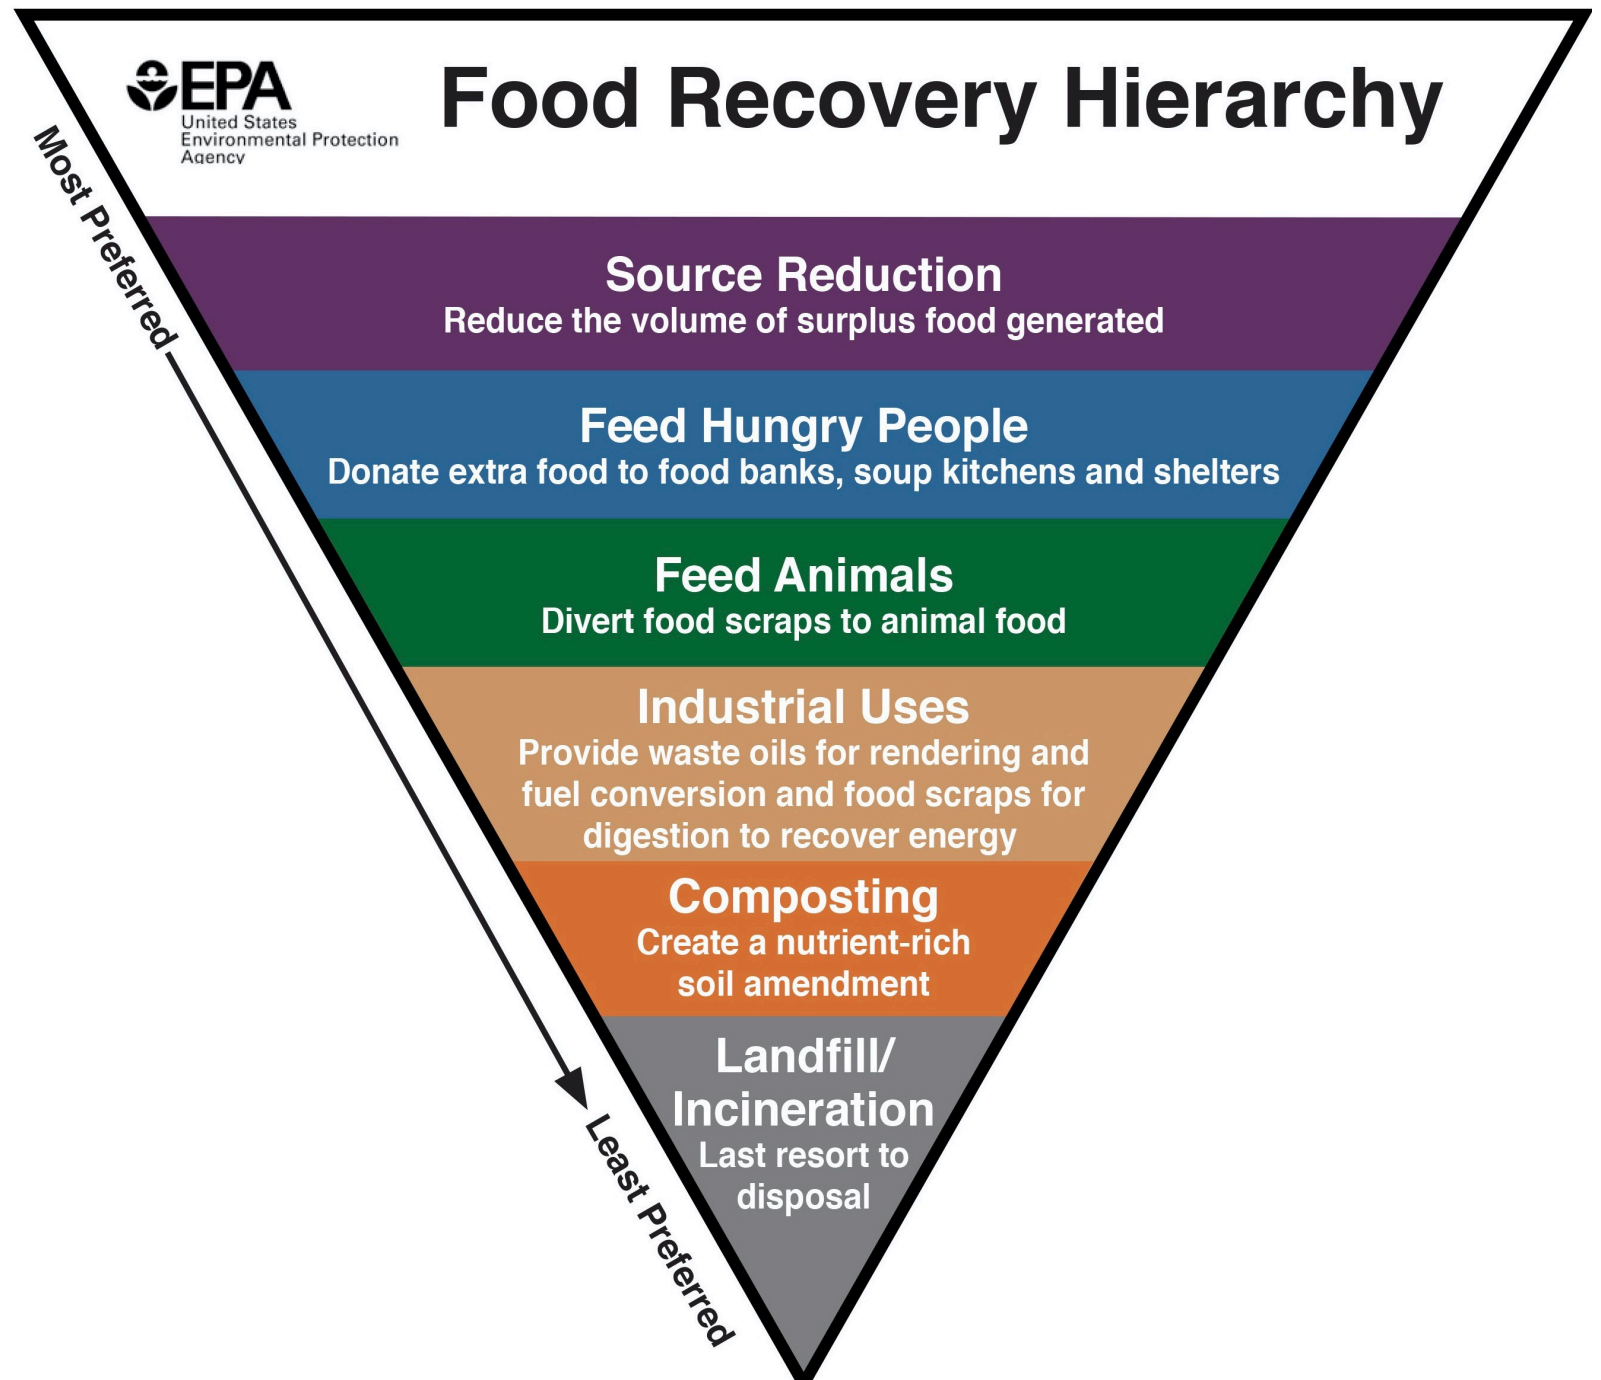 EPA
United States
Environmental Protection
Agency
Food Recovery Hierarchy
Most Preferred
Source Reduction
Reduce the volume of surplus food generated
Feed Hungry People
Donate extra food to food banks, soup kitchens and shelters
Feed Animals
Divert food scraps to animal food
Industrial Uses
Provide waste oils for rendering and
fuel conversion and food scraps for
digestion to recover energy
Composting
Create a nutrient-rich
soil amendment
Landfill/
Incineration
Last resort to
disposal
Least Preferred